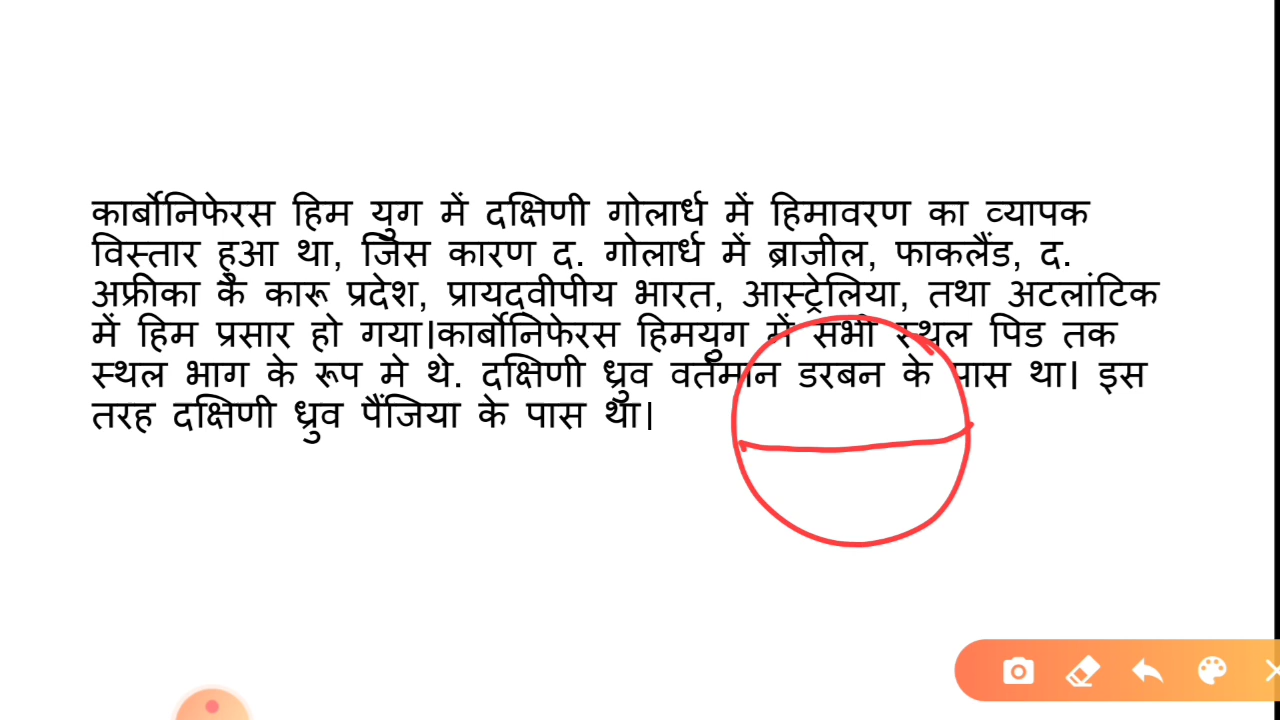 कार्बोनिफेरस हिम युग में दक्षिणी गोलार्ध में हिमावरण का व्यापक
विस्तार हुआ था, जिस कारण द. गोलार्ध में ब्राजील, फाकलैंड, द.
अफ्रीका के कारू प्रदेश, प्रायद्वीपीय भारत, आस्ट्रेलिया, तथा अटलांटिक
में हिम प्रसार हो गया।कार्बोनिफेरस हिमयुग में सभी स्थल पिड तक
स्थल भाग के रूप मे थे. दक्षिणी ध्रुव वर्तमान डरबन के पास था। इस
तरह दक्षिणी ध्रुव पैंजिया के पास था।